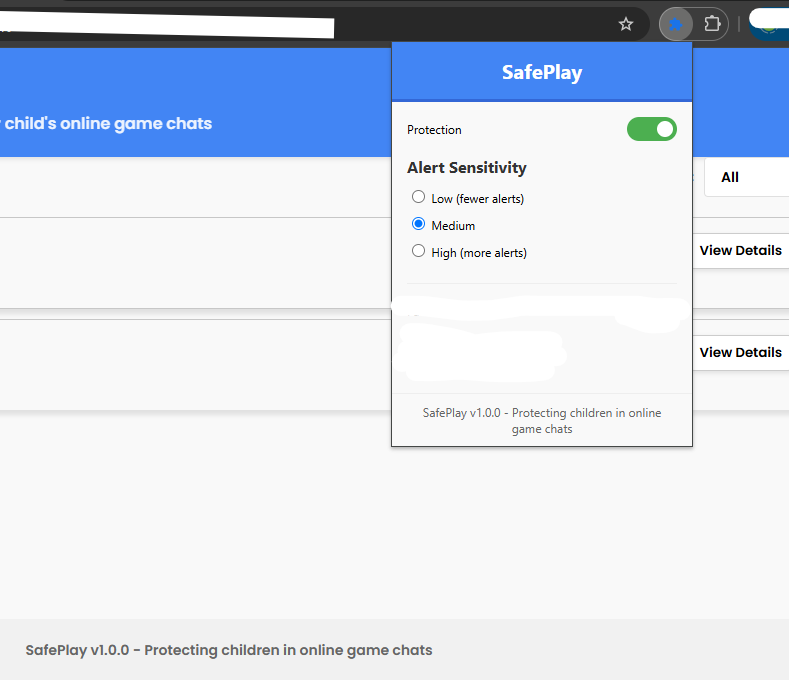 SafePlay
child's online game chats
Protection
Alert Sensitivity
All
Low (fewer alerts)
Medium
High (more alerts)
View Details
View Details
SafePlay v1.0.0 - Protecting children in online
game chats
SafePlay v1.0.0 - Protecting children in online game chats